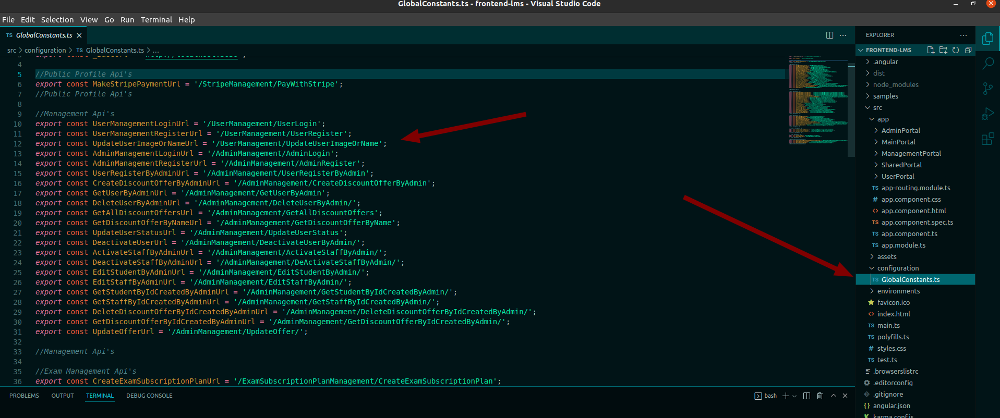 GlobalConstants.ts - frontend-lms - Visual Studio Code
File Edit Selection View Go Run Terminal Help
TS GlobalConstants.ts
src > configuration > TS GlobalConstants.ts > ...
4
5 //Public Profile Api's
6 export const MakeStripePaymentUrl = '/StripeManagement/PayWithStripe';
7 //Public Profile Api's
8
9 //Management Api's
10 export const UserManagementLoginUrl = '/UserManagement/UserLogin';
11 export const UserManagementRegisterUrl = '/UserManagement/UserRegister';
12 export const UpdateUserImageOrNameUrl = '/UserManagement/UpdateUserImageOrName';
13 export const AdminManagementLoginUrl = '/AdminManagement/AdminLogin';
14 export const AdminManagementRegisterUrl = '/AdminManagement/AdminRegister';
15 export const UserRegisterByAdminUrl = '/AdminManagement/UserRegisterByAdmin';
16 export const CreateDiscountOfferByAdminUrl = '/AdminManagement/CreateDiscountOfferByAdmin';
17 export const GetUserByAdminUrl = '/AdminManagement/GetUserByAdmin';
18 export const DeleteUserByAdminUrl = '/AdminManagement/DeleteUserByAdmin/';
19 export const GetAllDiscountOffersUrl = '/AdminManagement/GetAllDiscountOffers';
20 export const GetDiscountOfferByNameUrl = '/AdminManagement/GetDiscountOfferByName';
21 export const UpdateUserStatusUrl = '/AdminManagement/UpdateUserStatus';
22 export const DeactivateUserUrl = '/AdminManagement/DeactivateUserByAdmin/';
23 export const ActivateStaffByAdminUrl = '/AdminManagement/ActivateStaffByAdmin/';
24 export const DeactivateStaffByAdminUrl = '/AdminManagement/DeActivateStaffByAdmin/';
25 export const EditStudentByAdminUrl = '/AdminManagement/EditStudentByAdmin/';
26 export const EditStaffByAdminUrl = '/AdminManagement/EditStaffByAdmin/';
27 export const GetStudentByIdCreatedByAdminUrl = '/AdminManagement/GetStudentByIdCreatedByAdmin/';
28 export const GetStaffByIdCreatedByAdminUrl = '/AdminManagement/GetStaffByIdCreatedByAdmin/';
29 export const DeleteDiscountOfferByIdCreatedByAdminUrl = '/AdminManagement/DeleteDiscountOfferByIdCreatedByAdmin/';
30 export const GetDiscountOfferByIdCreatedByAdminUrl = '/AdminManagement/GetDiscountOfferByIdCreatedByAdmin/';
31 export const UpdateOfferUrl = '/AdminManagement/UpdateOffer/';
32
33 //Management Api's
34
35 //Exam Management Api's
36 export const CreateExamSubscriptionPlanUrl = '/ExamSubscriptionPlanManagement/CreateExamSubscriptionPlan';
PROBLEMS OUTPUT TERMINAL DEBUG CONSOLE
bash
EXPLORER
FRONTEND-LMS
.angular
dist
node_modules
samples
src
app
AdminPortal
MainPortal
ManagementPortal
SharedPortal
UserPortal
TS app-routing.module.ts
# app.component.css
<> app.component.html
TS app.component.spec.ts
TS app.component.ts
TS app.module.ts
assets
configuration
TS GlobalConstants.ts
environments
favicon.ico
<> index.html
TS main.ts
TS polyfills.ts
# styles.css
TS test.ts
.browserslistrc
.editorconfig
.gitignore
{} angular.json